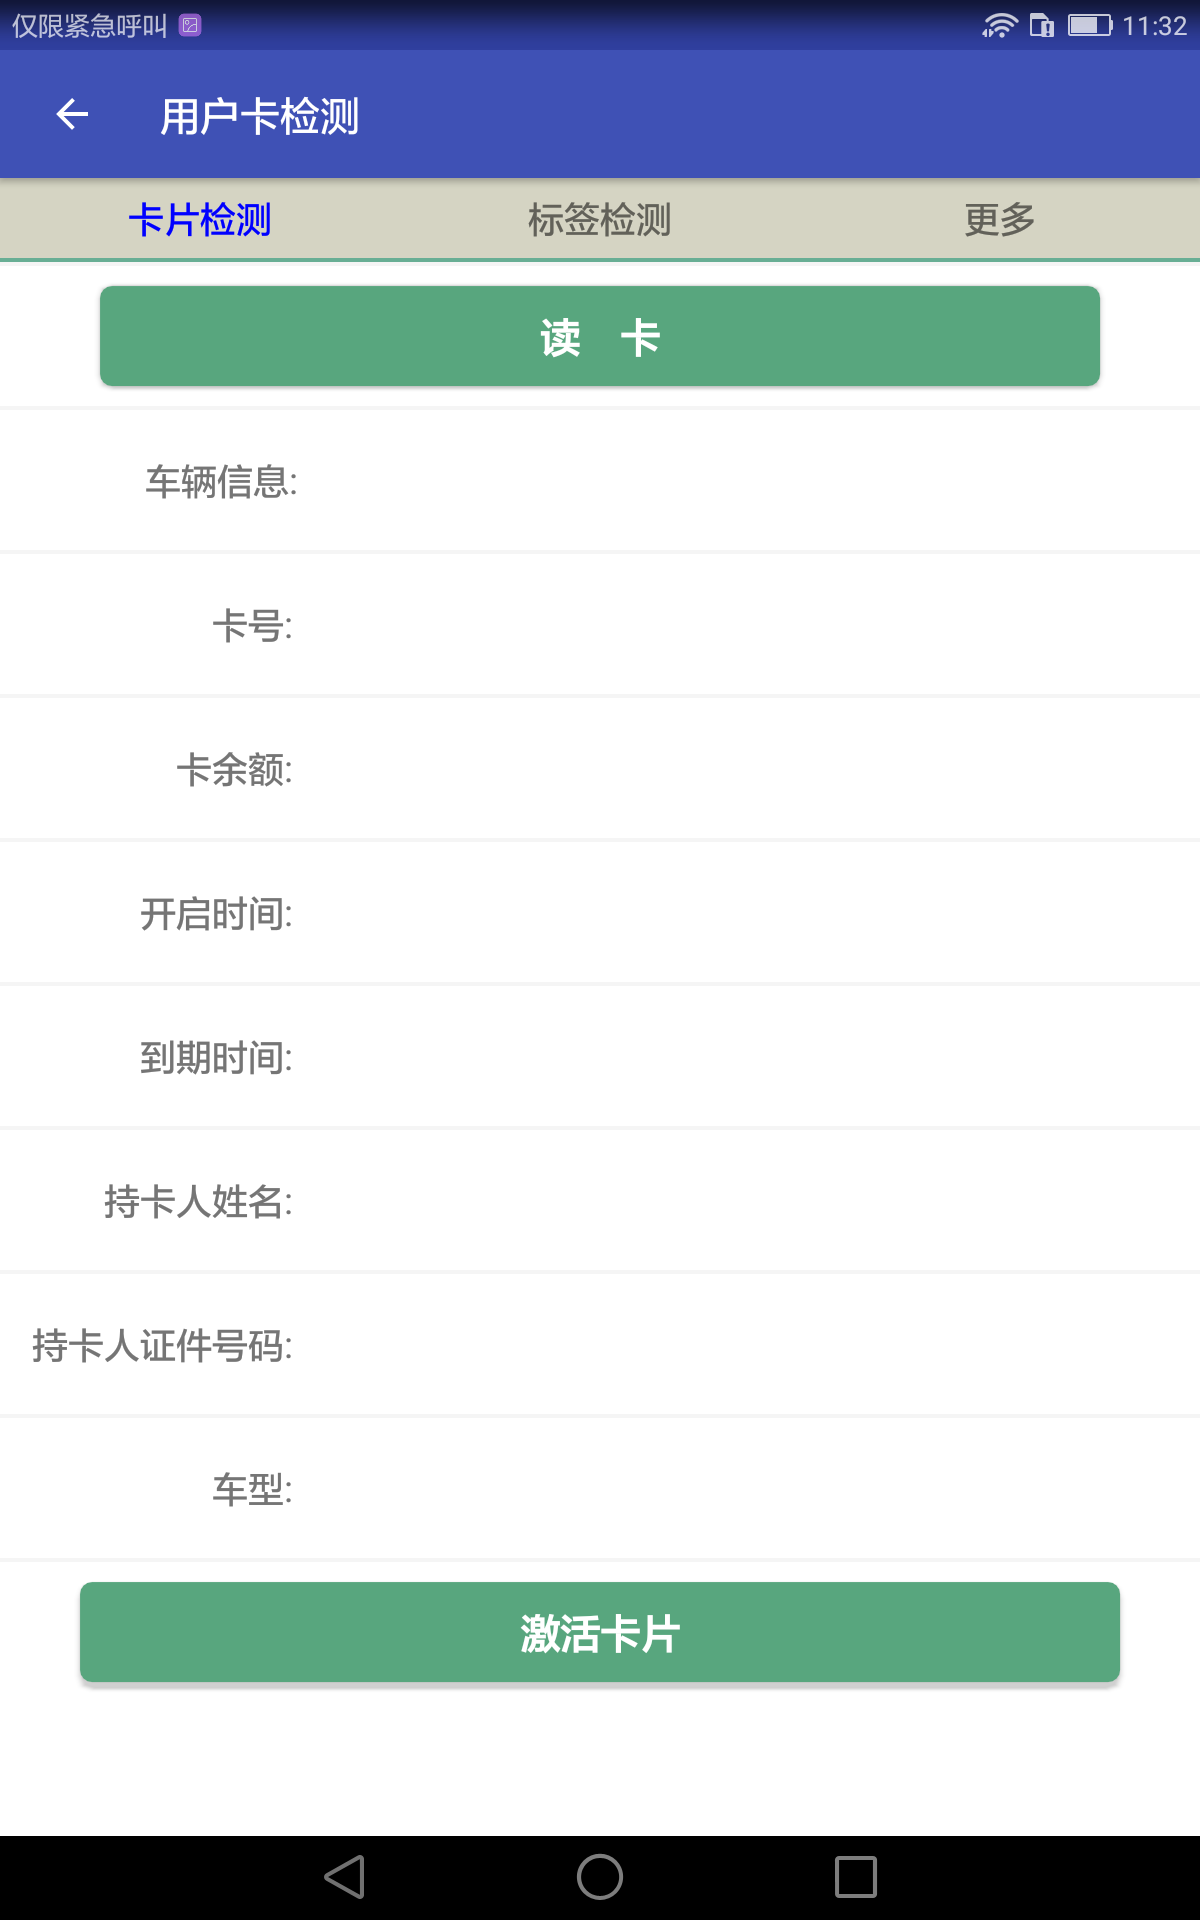 仅限紧急呼叫 11:32
用户卡检测
卡片检测 标签检测 更多
读 卡
车辆信息:
卡号:
卡余额:
开启时间:
到期时间:
持卡人姓名:
持卡人证件号码:
车型:
激活卡片